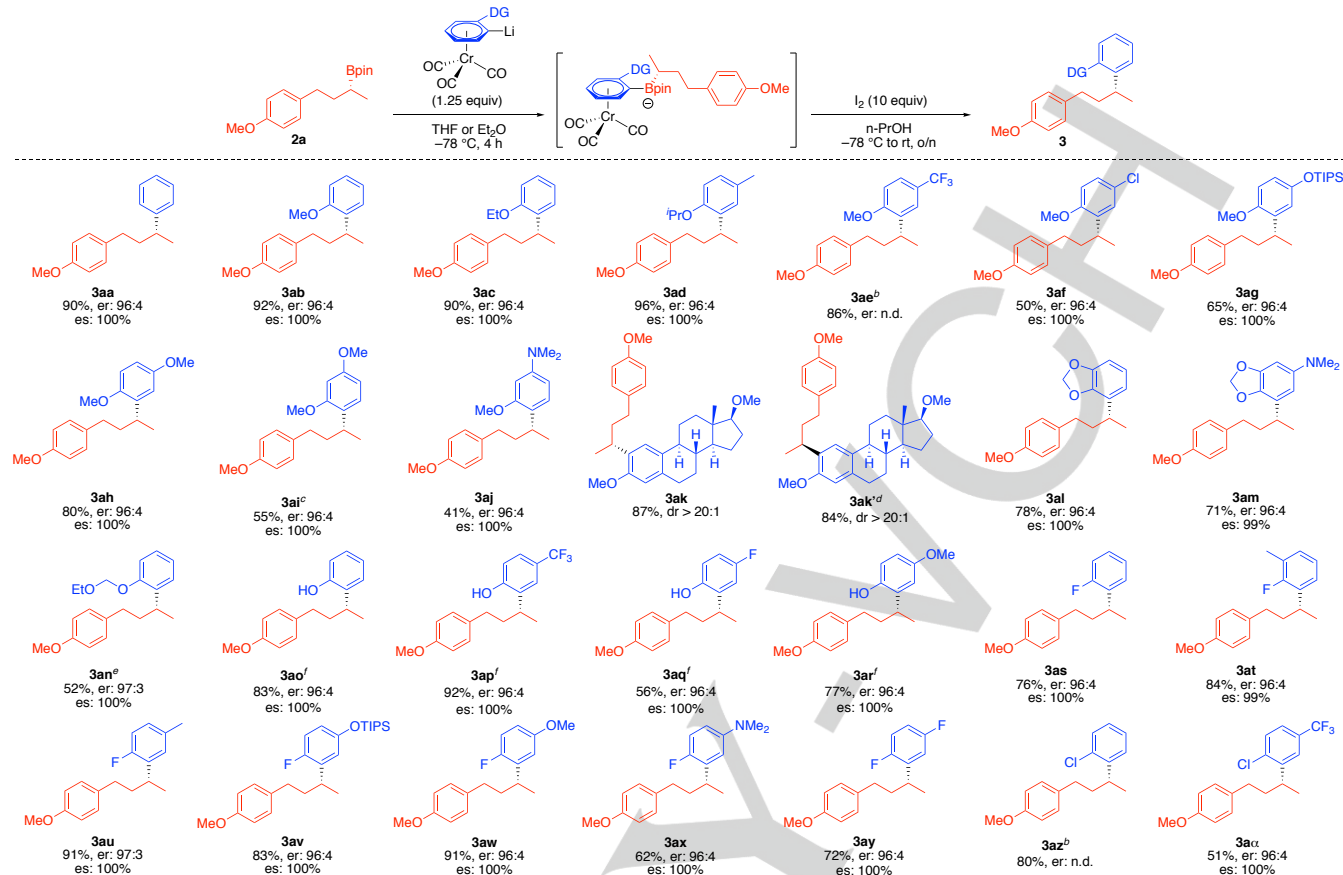 DG
Li
Cr
CO
CO
CO
Bpin
MeO
2a
(1.25 equiv)
THF or Et2O
–78 °C, 4 h
DG
Bpin
⊖
OMe
Cr
CO
CO
CO
I2 (10 equiv)
n-PrOH
–78 °C to rt, o/n
DG
MeO
3
MeO
3aa
90%, er: 96:4
es: 100%
MeO
MeO
3ab
92%, er: 96:4
es: 100%
EtO
MeO
3ac
90%, er: 96:4
es: 100%
iPrO
MeO
3ad
96%, er: 96:4
es: 100%
CF3
MeO
MeO
3aeb
86%, er: n.d.
Cl
MeO
MeO
3af
50%, er: 96:4
es: 100%
OTIPS
MeO
MeO
3ag
65%, er: 96:4
es: 100%
OMe
MeO
MeO
3ah
80%, er: 96:4
es: 100%
OMe
MeO
MeO
3aic
55%, er: 96:4
es: 100%
NMe2
MeO
MeO
3aj
41%, er: 96:4
es: 100%
OMe
OMe
H
H
H
MeO
3ak
87%, dr > 20:1
OMe
OMe
H
H
H
MeO
3ak'd
84%, dr > 20:1
O
O
MeO
3al
78%, er: 96:4
es: 100%
NMe2
O
O
MeO
3am
71%, er: 96:4
es: 99%
EtO
O
MeO
3ane
52%, er: 97:3
es: 100%
HO
MeO
3aof
83%, er: 96:4
es: 100%
CF3
HO
MeO
3apf
92%, er: 96:4
es: 100%
F
HO
MeO
3aqf
56%, er: 96:4
es: 100%
OMe
HO
MeO
3arf
77%, er: 96:4
es: 100%
F
MeO
3as
76%, er: 96:4
es: 100%
F
MeO
3at
84%, er: 96:4
es: 99%
F
MeO
3au
91%, er: 97:3
es: 100%
OTIPS
F
MeO
3av
83%, er: 96:4
es: 100%
OMe
F
MeO
3aw
91%, er: 96:4
es: 100%
NMe2
F
MeO
3ax
62%, er: 96:4
es: 100%
F
F
MeO
3ay
72%, er: 96:4
es: 100%
Cl
MeO
3azb
80%, er: n.d.
CF3
Cl
MeO
3aα
51%, er: 96:4
es: 100%
Y-VCH